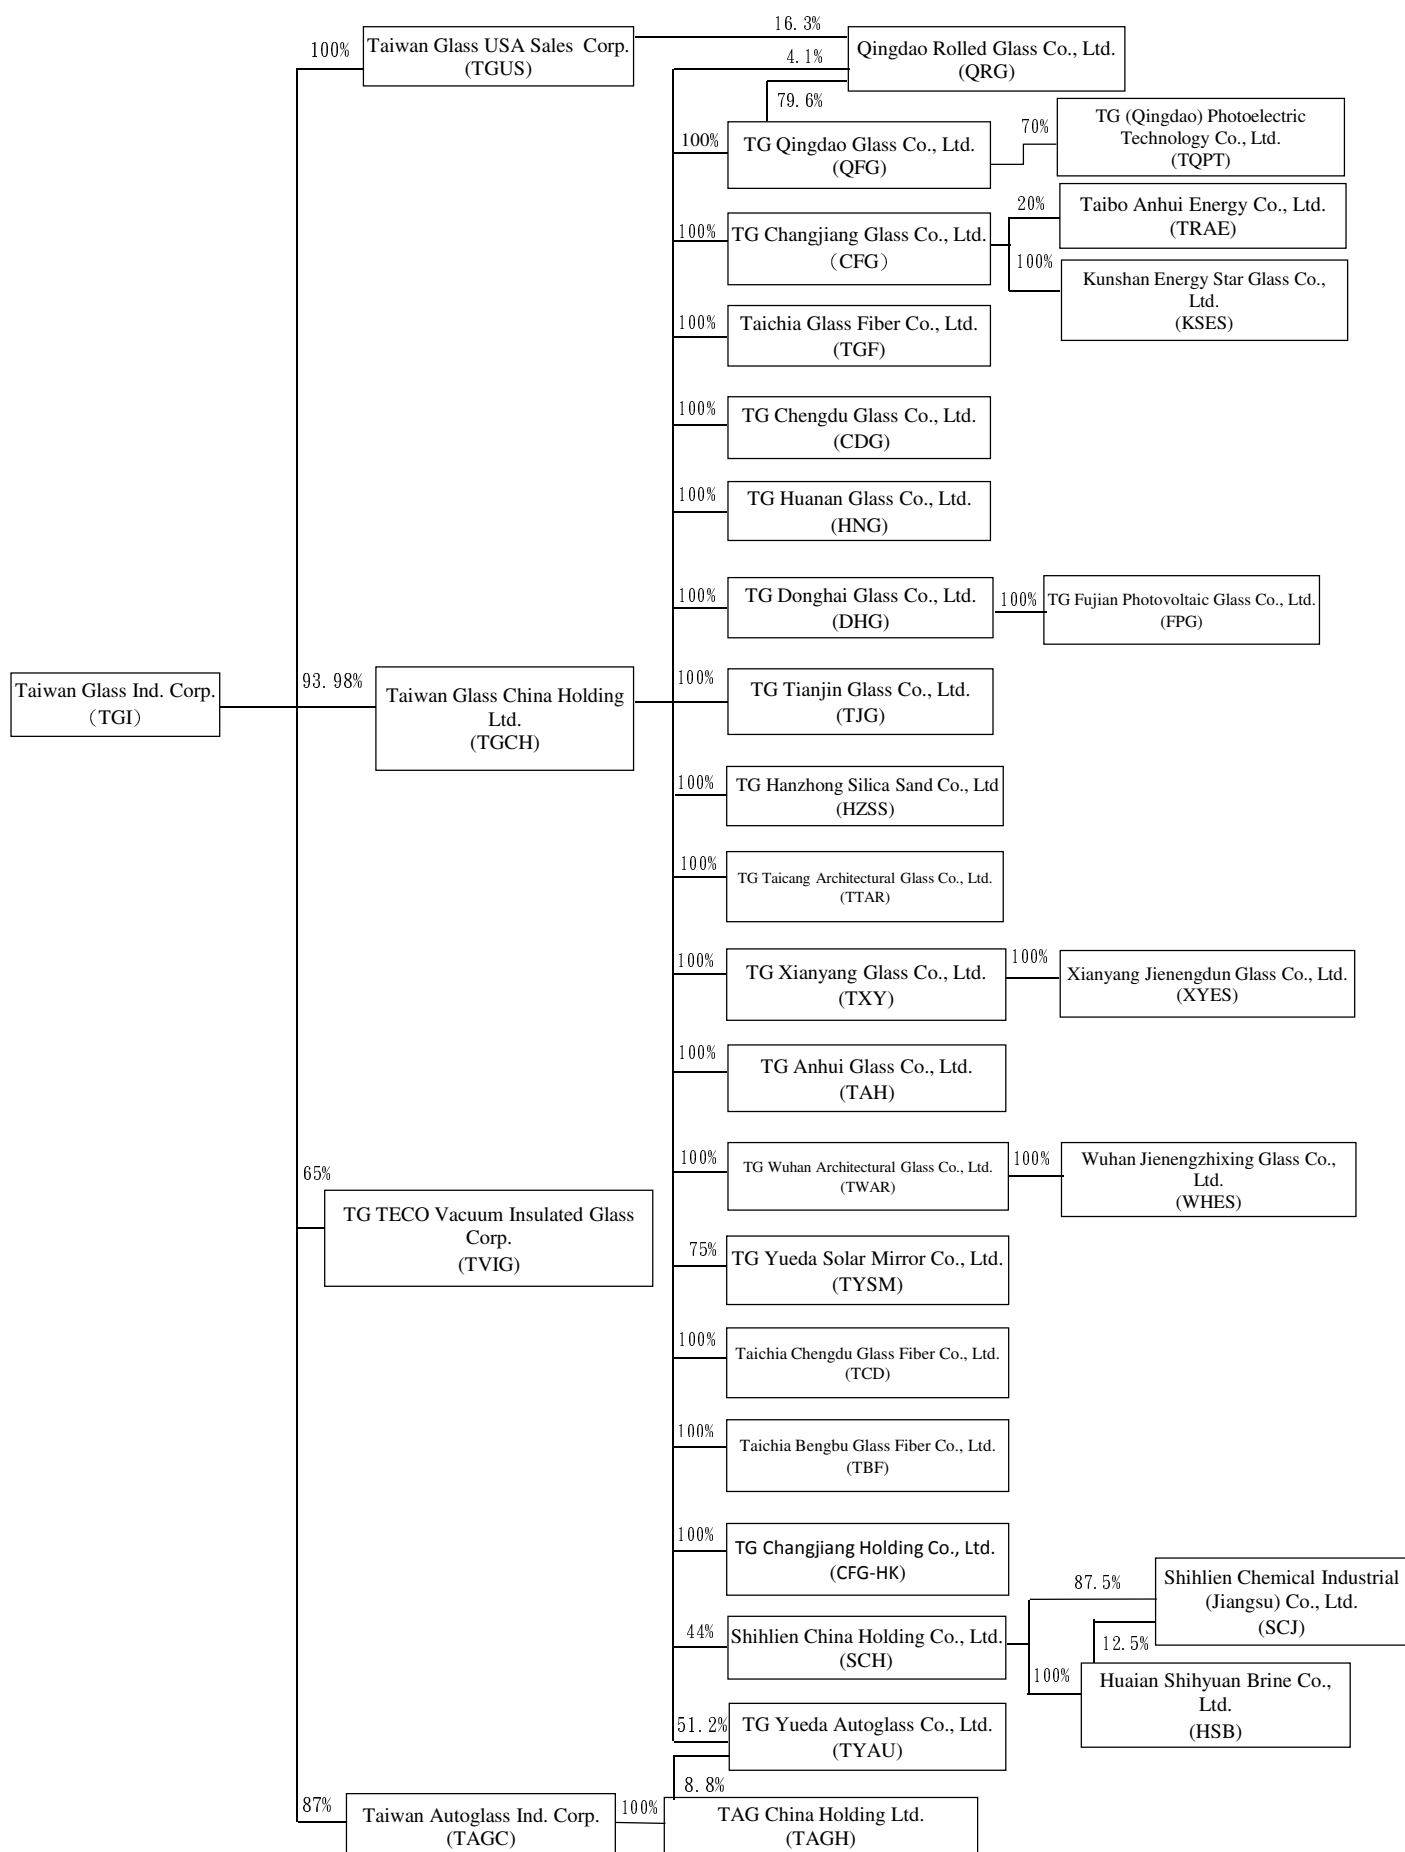 16.3%
100%
Taiwan Glass USA Sales Corp.
(TGUS)
4.1%
Qingdao Rolled Glass Co., Ltd.
(QRG)
79.6%
100%
TG Qingdao Glass Co., Ltd.
(QFG)
70%
TG (Qingdao) Photoelectric
Technology Co., Ltd.
(TQPT)
100%
TG Changjiang Glass Co., Ltd.
（CFG）
20%
Taibo Anhui Energy Co., Ltd.
(TRAE)
100%
Kunshan Energy Star Glass Co.,
Ltd.
(KSES)
100%
Taichia Glass Fiber Co., Ltd.
(TGF)
100%
TG Chengdu Glass Co., Ltd.
(CDG)
100%
TG Huanan Glass Co., Ltd.
(HNG)
100%
TG Donghai Glass Co., Ltd.
(DHG)
100%
TG Fujian Photovoltaic Glass Co., Ltd.
(FPG)
Taiwan Glass Ind. Corp.
（TGI）
93.98%
Taiwan Glass China Holding
Ltd.
(TGCH)
100%
TG Tianjin Glass Co., Ltd.
(TJG)
100%
TG Hanzhong Silica Sand Co., Ltd
(HZSS)
100%
TG Taicang Architectural Glass Co., Ltd.
(TTAR)
100%
TG Xianyang Glass Co., Ltd.
(TXY)
100%
Xianyang Jienengdun Glass Co., Ltd.
(XYES)
100%
TG Anhui Glass Co., Ltd.
(TAH)
100%
TG Wuhan Architectural Glass Co., Ltd.
(TWAR)
100%
Wuhan Jienengzhixing Glass Co.,
Ltd.
(WHES)
65%
TG TECO Vacuum Insulated Glass
Corp.
(TVIG)
75%
TG Yueda Solar Mirror Co., Ltd.
(TYSM)
100%
Taichia Chengdu Glass Fiber Co., Ltd.
(TCD)
100%
Taichia Bengbu Glass Fiber Co., Ltd.
(TBF)
100%
TG Changjiang Holding Co., Ltd.
(CFG-HK)
44%
Shihlien China Holding Co., Ltd.
(SCH)
87.5%
Shihlien Chemical Industrial
(Jiangsu) Co., Ltd.
(SCJ)
12.5%
100%
Huaian Shihyuan Brine Co.,
Ltd.
(HSB)
51.2%
TG Yueda Autoglass Co., Ltd.
(TYAU)
8.8%
87%
Taiwan Autoglass Ind. Corp.
(TAGC)
100%
TAG China Holding Ltd.
(TAGH)